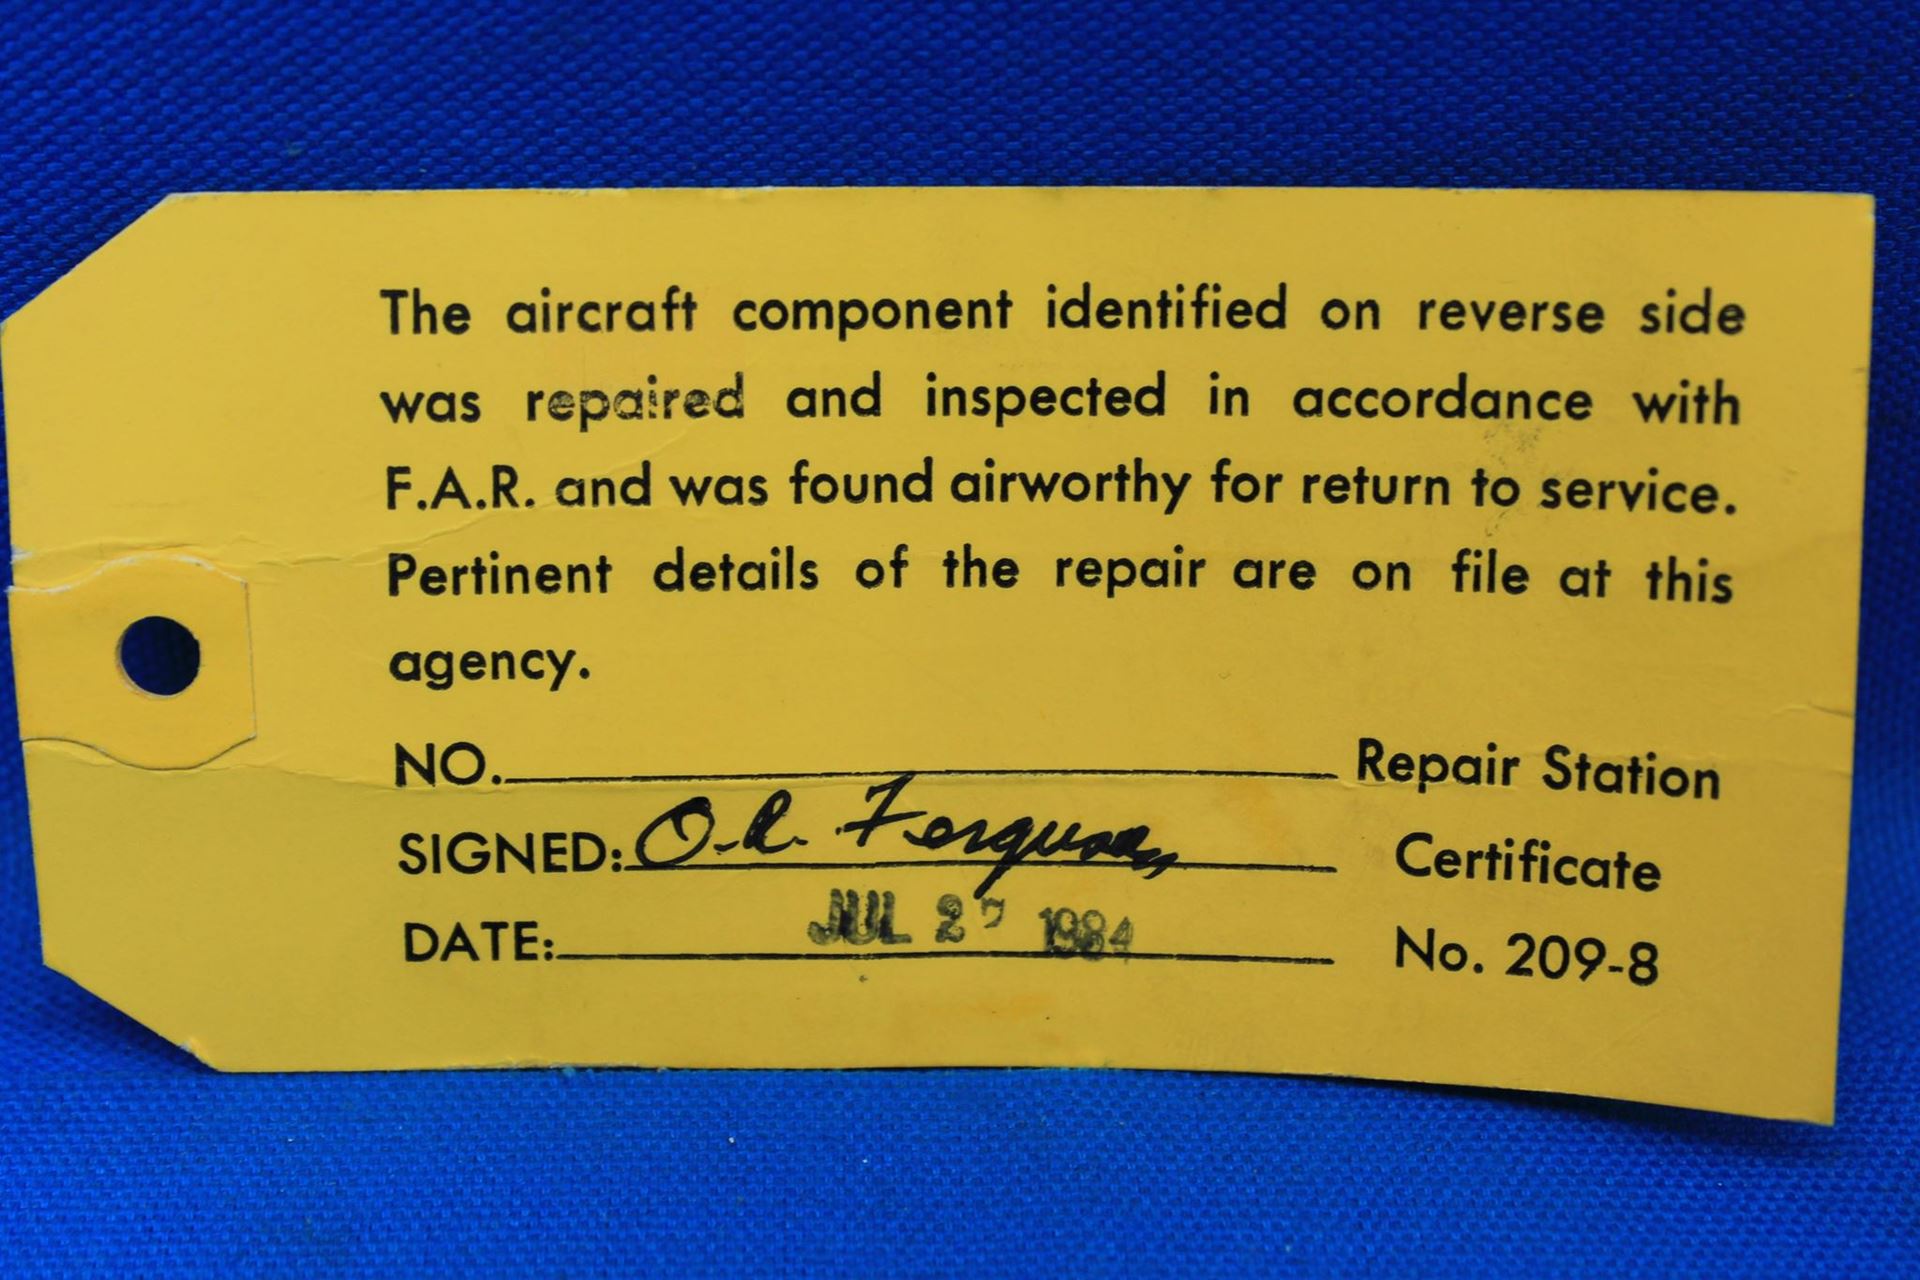 The aircraft component identified on reverse side
was repaired and inspected in accordance with
F.A.R. and was found airworthy for return to service.
Pertinent details of the repair are on file at this
agency.
NO. Repair Station
SIGNED: O.R. Ferguson Certificate
DATE: JUL 27 1984 No. 209-8